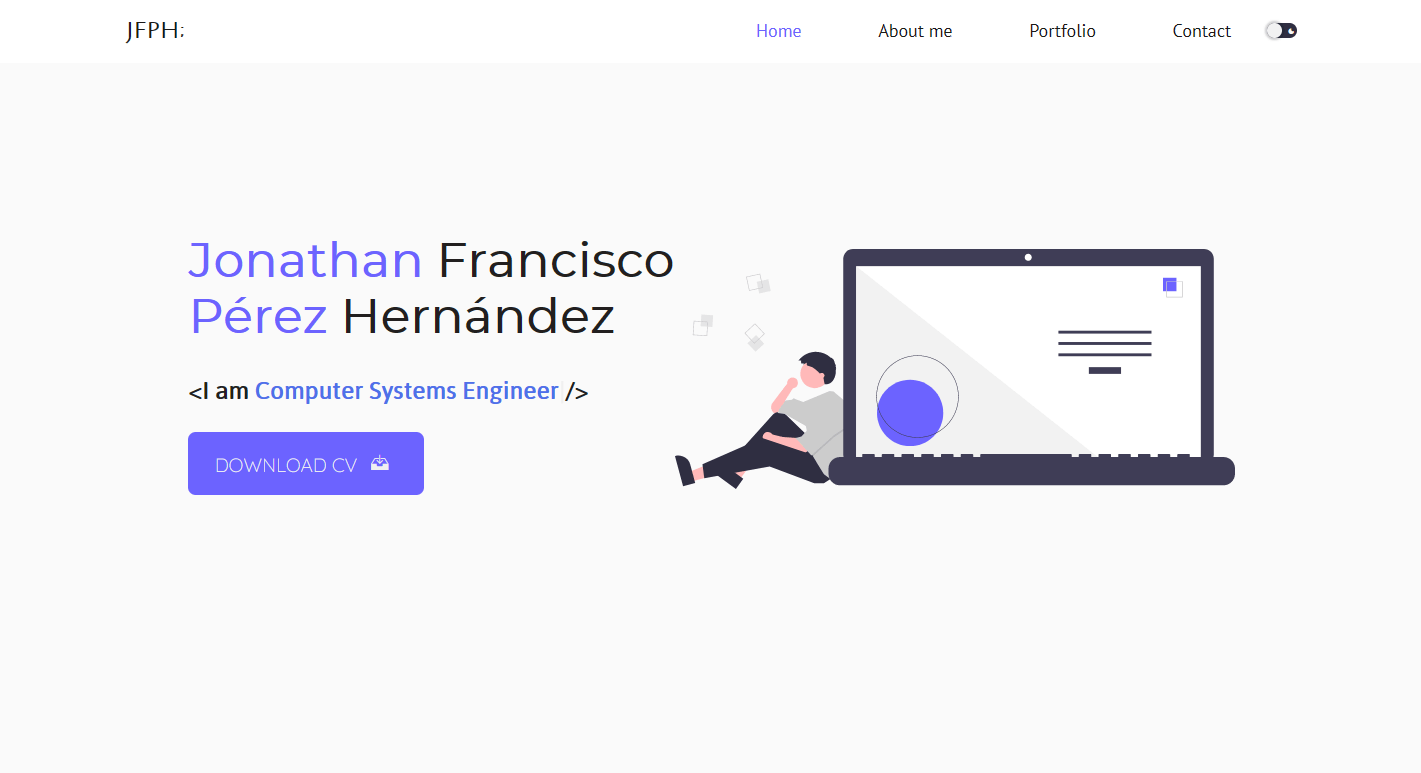 JFPH;
Home
About me
Portfolio
Contact
Jonathan Francisco
Pérez Hernández
<I am Computer Systems Engineer />
DOWNLOAD CV